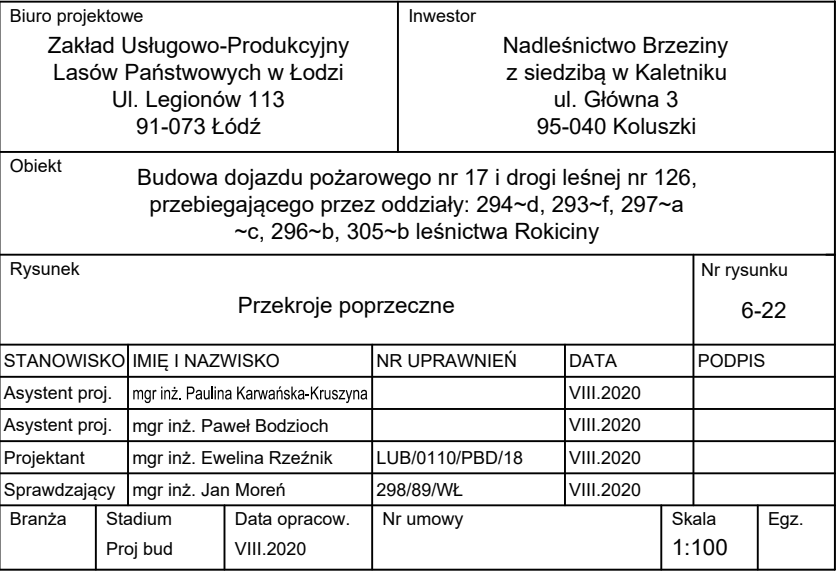 Biuro projektowe
Zakład Usługowo-Produkcyjny
Lasów Państwowych w Łodzi
Ul. Legionów 113
91-073 Łódź
Inwestor
Nadleśnictwo Brzeziny
z siedzibą w Kaletniku
ul. Główna 3
95-040 Koluszki
Obiekt
Budowa dojazdu pożarowego nr 17 i drogi leśnej nr 126,
przebiegającego przez oddziały: 294~d, 293~f, 297~a
~c, 296~b, 305~b leśnictwa Rokiciny
Rysunek
Przekroje poprzeczne
Nr rysunku
6-22
STANOWISKO IMIĘ I NAZWISKO NR UPRAWNIEŃ DATA PODPIS
Asystent proj. mgr inż. Paulina Karwańska-Kruszyna VIII.2020
Asystent proj. mgr inż. Paweł Bodzioch VIII.2020
Projektant mgr inż. Ewelina Rzeźnik LUB/0110/PBD/18 VIII.2020
Sprawdzający mgr inż. Jan Moreń 298/89/WŁ VIII.2020
Branża
Stadium
Proj bud
Data opracow.
VIII.2020
Nr umowy
Skala
1:100
Egz.